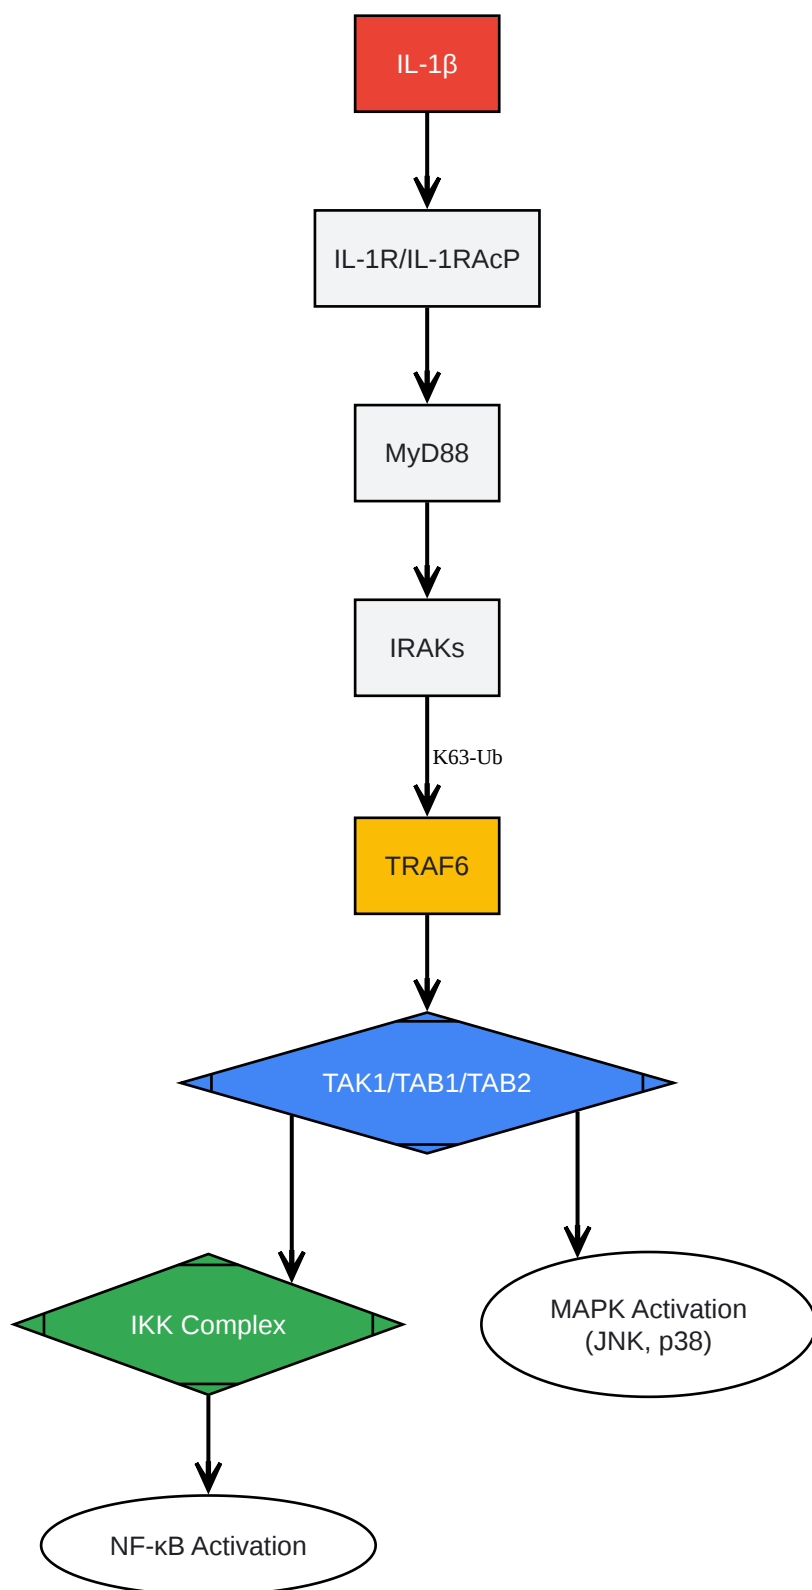 IL-1β
IL-1R/IL-1RAcP
MyD88
IRAKs
K63-Ub
TRAF6
TAK1/TAB1/TAB2
IKK Complex
MAPK Activation
(JNK, p38)
NF-κB Activation